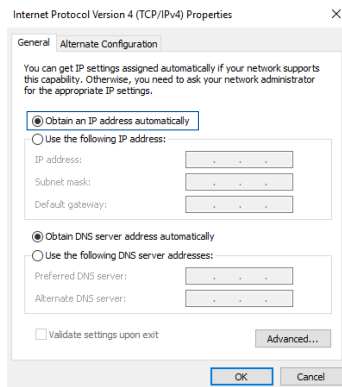 Internet Protocol Version 4 (TCP/IPv4) Properties
General Alternate Configuration
You can get IP settings assigned automatically if your network supports
this capability. Otherwise, you need to ask your network administrator
for the appropriate IP settings.
Obtain an IP address automatically
Use the following IP address:
IP address:
Subnet mask:
Default gateway:
Obtain DNS server address automatically
Use the following DNS server addresses:
Preferred DNS server:
Alternate DNS server:
Validate settings upon exit
Advanced...
OK Cancel